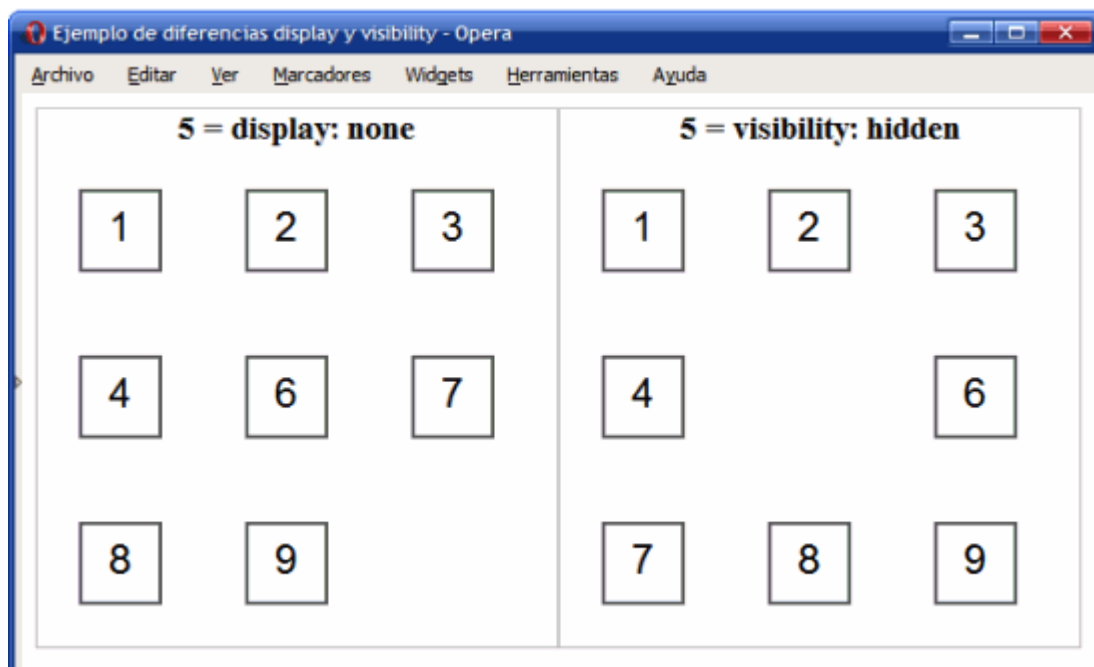 Ejemplo de diferencias display y visibility - Opera
Archivo Editar Ver Marcadores Widgets Herramientas Ayuda
5 = display: none
1 2 3
4 6 7
8 9
5 = visibility: hidden
1 2 3
4 6
7 8 9